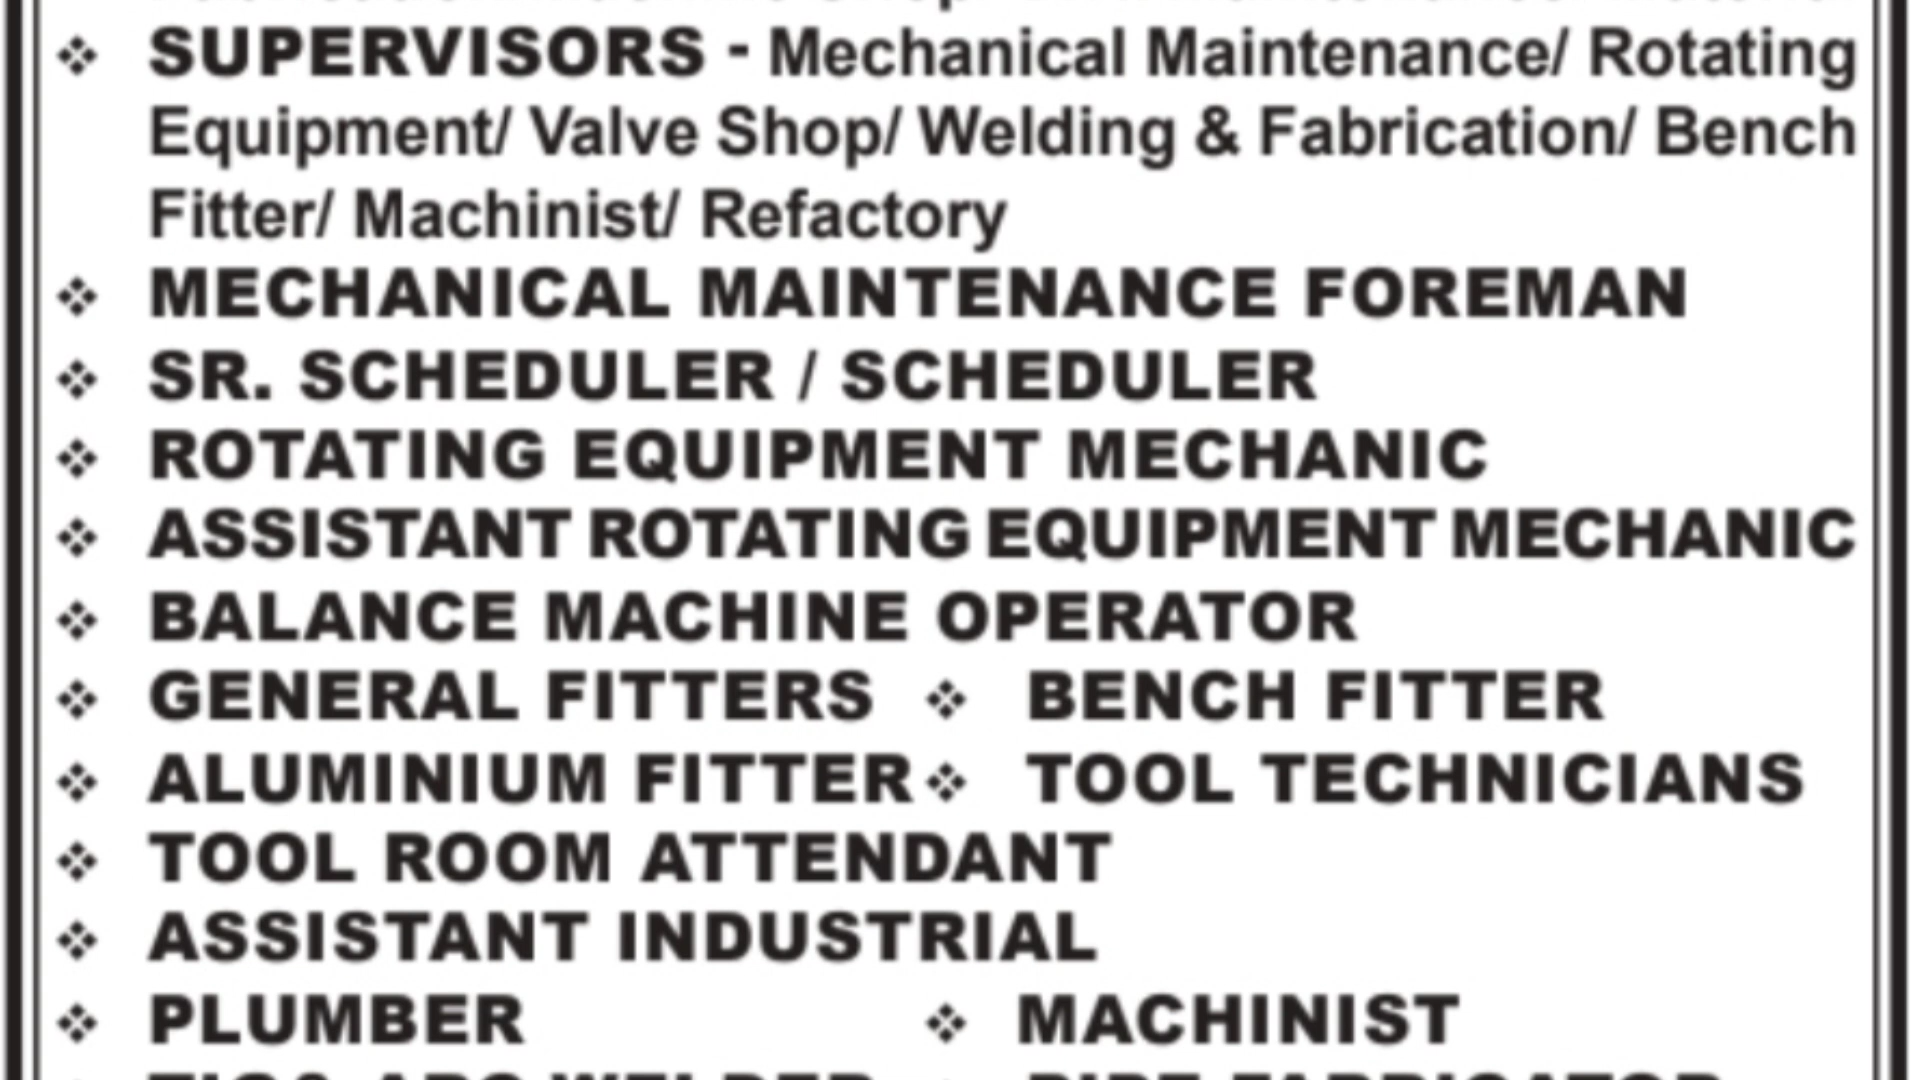 ❖ SUPERVISORS - Mechanical Maintenance/ Rotating
Equipment/ Valve Shop/ Welding & Fabrication/ Bench
Fitter/ Machinist/ Refactory
❖ MECHANICAL MAINTENANCE FOREMAN
❖ SR. SCHEDULER / SCHEDULER
❖ ROTATING EQUIPMENT MECHANIC
❖ ASSISTANT ROTATING EQUIPMENT MECHANIC
❖ BALANCE MACHINE OPERATOR
❖ GENERAL FITTERS ❖ BENCH FITTER
❖ ALUMINIUM FITTER ❖ TOOL TECHNICIANS
❖ TOOL ROOM ATTENDANT
❖ ASSISTANT INDUSTRIAL
❖ PLUMBER ❖ MACHINIST